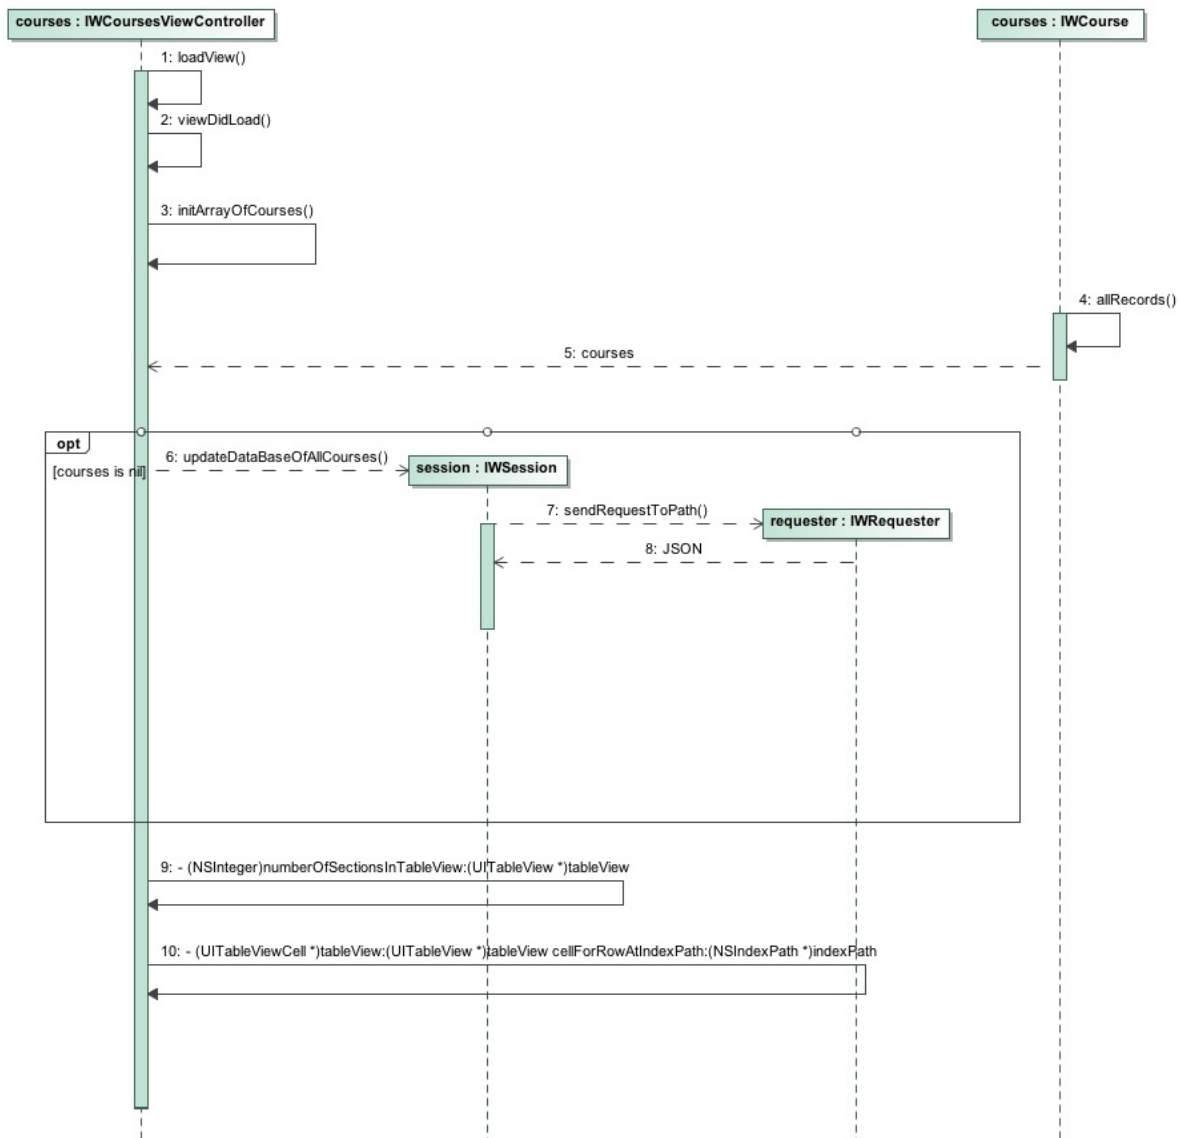 courses : IWCoursesViewController
courses : IWCourse
1: loadView()
2: viewDidLoad()
3: initArrayOfCourses()
4: allRecords()
5: courses
opt
[courses is nil]
6: updateDataBaseOfAllCourses()
session : IWSession
7: sendRequestToPath()
requester : IWRequester
8: JSON
9: - (NSInteger)numberOfSectionsInTableView:(UITableView *)tableView
10: - (UITableViewCell *)tableView:(UITableView *)tableView cellForRowAtIndexPath:(NSIndexPath *)indexPath